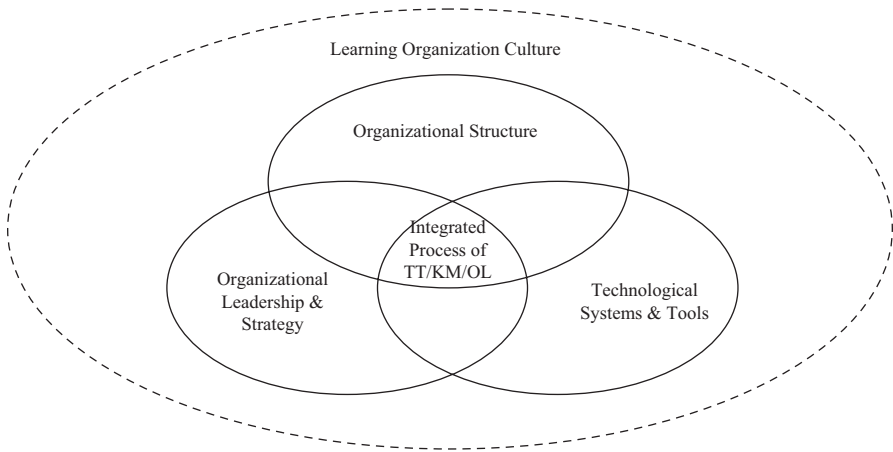 Learning Organization Culture
Organizational Structure
Integrated
Process of
TT/KM/OL
Organizational
Leadership &
Strategy
Technological
Systems & Tools